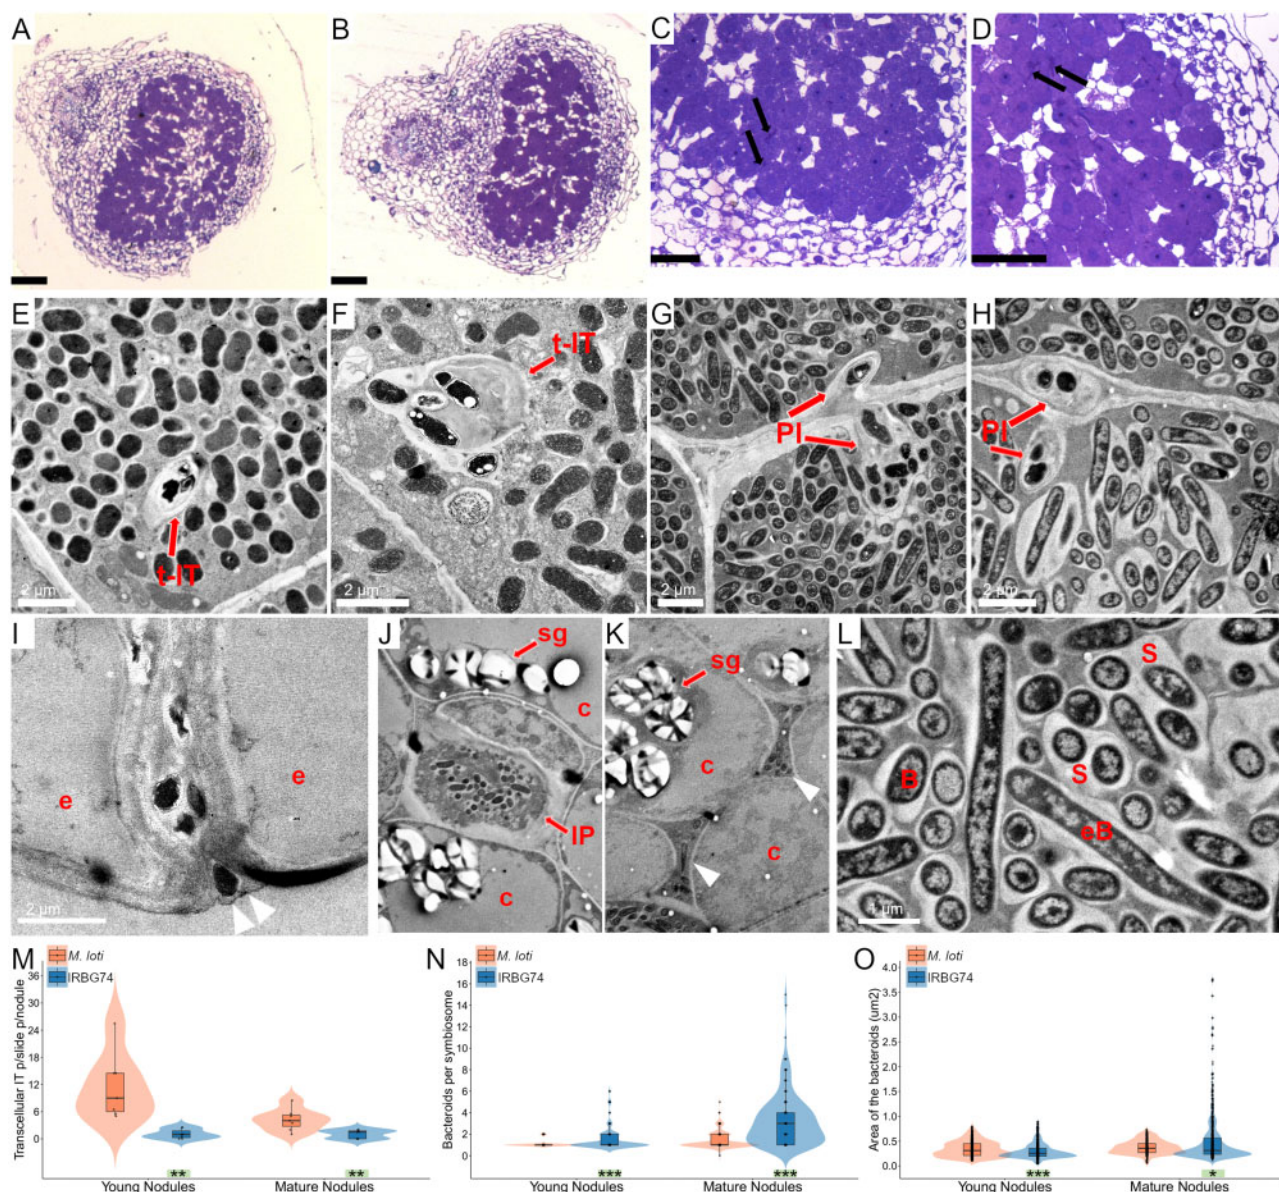 A B C D
E F G H
t-IT t-IT PI PI
2 µm 2 µm 2 µm 2 µm
I J K L
sg sg S
c c S
e e B
IP c eB
c
2 µm 1 µm
M N O
M. loti M. loti M. loti
IRBG74 IRBG74 IRBG74
Transcellular IT p/slide p/nodule
36
30
24
18
12
6
0
** **
Young Nodules Mature Nodules
Bacteroids per symbiosome
18
16
14
12
10
8
6
4
2
0
*** ***
Young Nodules Mature Nodules
Area of the bacteroids (um2)
4.0
3.5
3.0
2.5
2.0
1.5
1.0
0.5
0.0
*** *
Young Nodules Mature Nodules